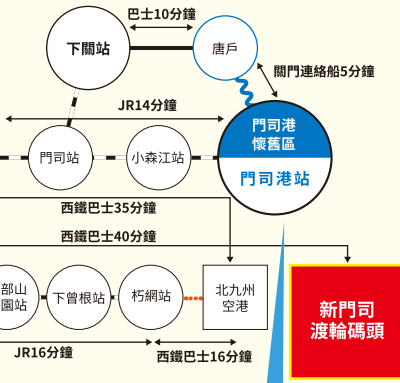 巴士10分鐘
下關站
唐戶
關門連絡船5分鐘
JR14分鐘
門司港
懷舊區
門司站
小森江站
門司港站
西鐵巴士35分鐘
西鐵巴士40分鐘
部山
園站
下曾根站
朽網站
北九州
空港
新門司
渡輪碼頭
JR16分鐘
西鐵巴士16分鐘